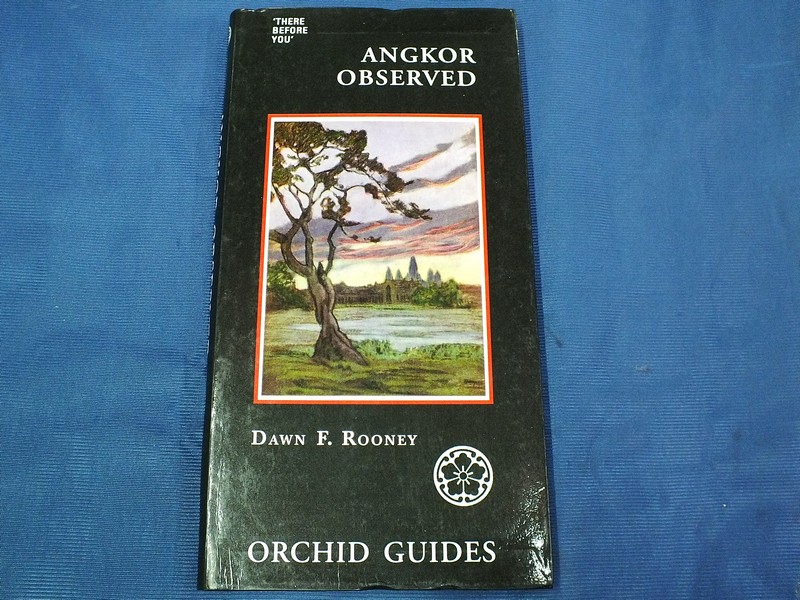 'THERE
BEFORE
YOU'
ANGKOR
OBSERVED
DAWN F. ROONEY
ORCHID GUIDES